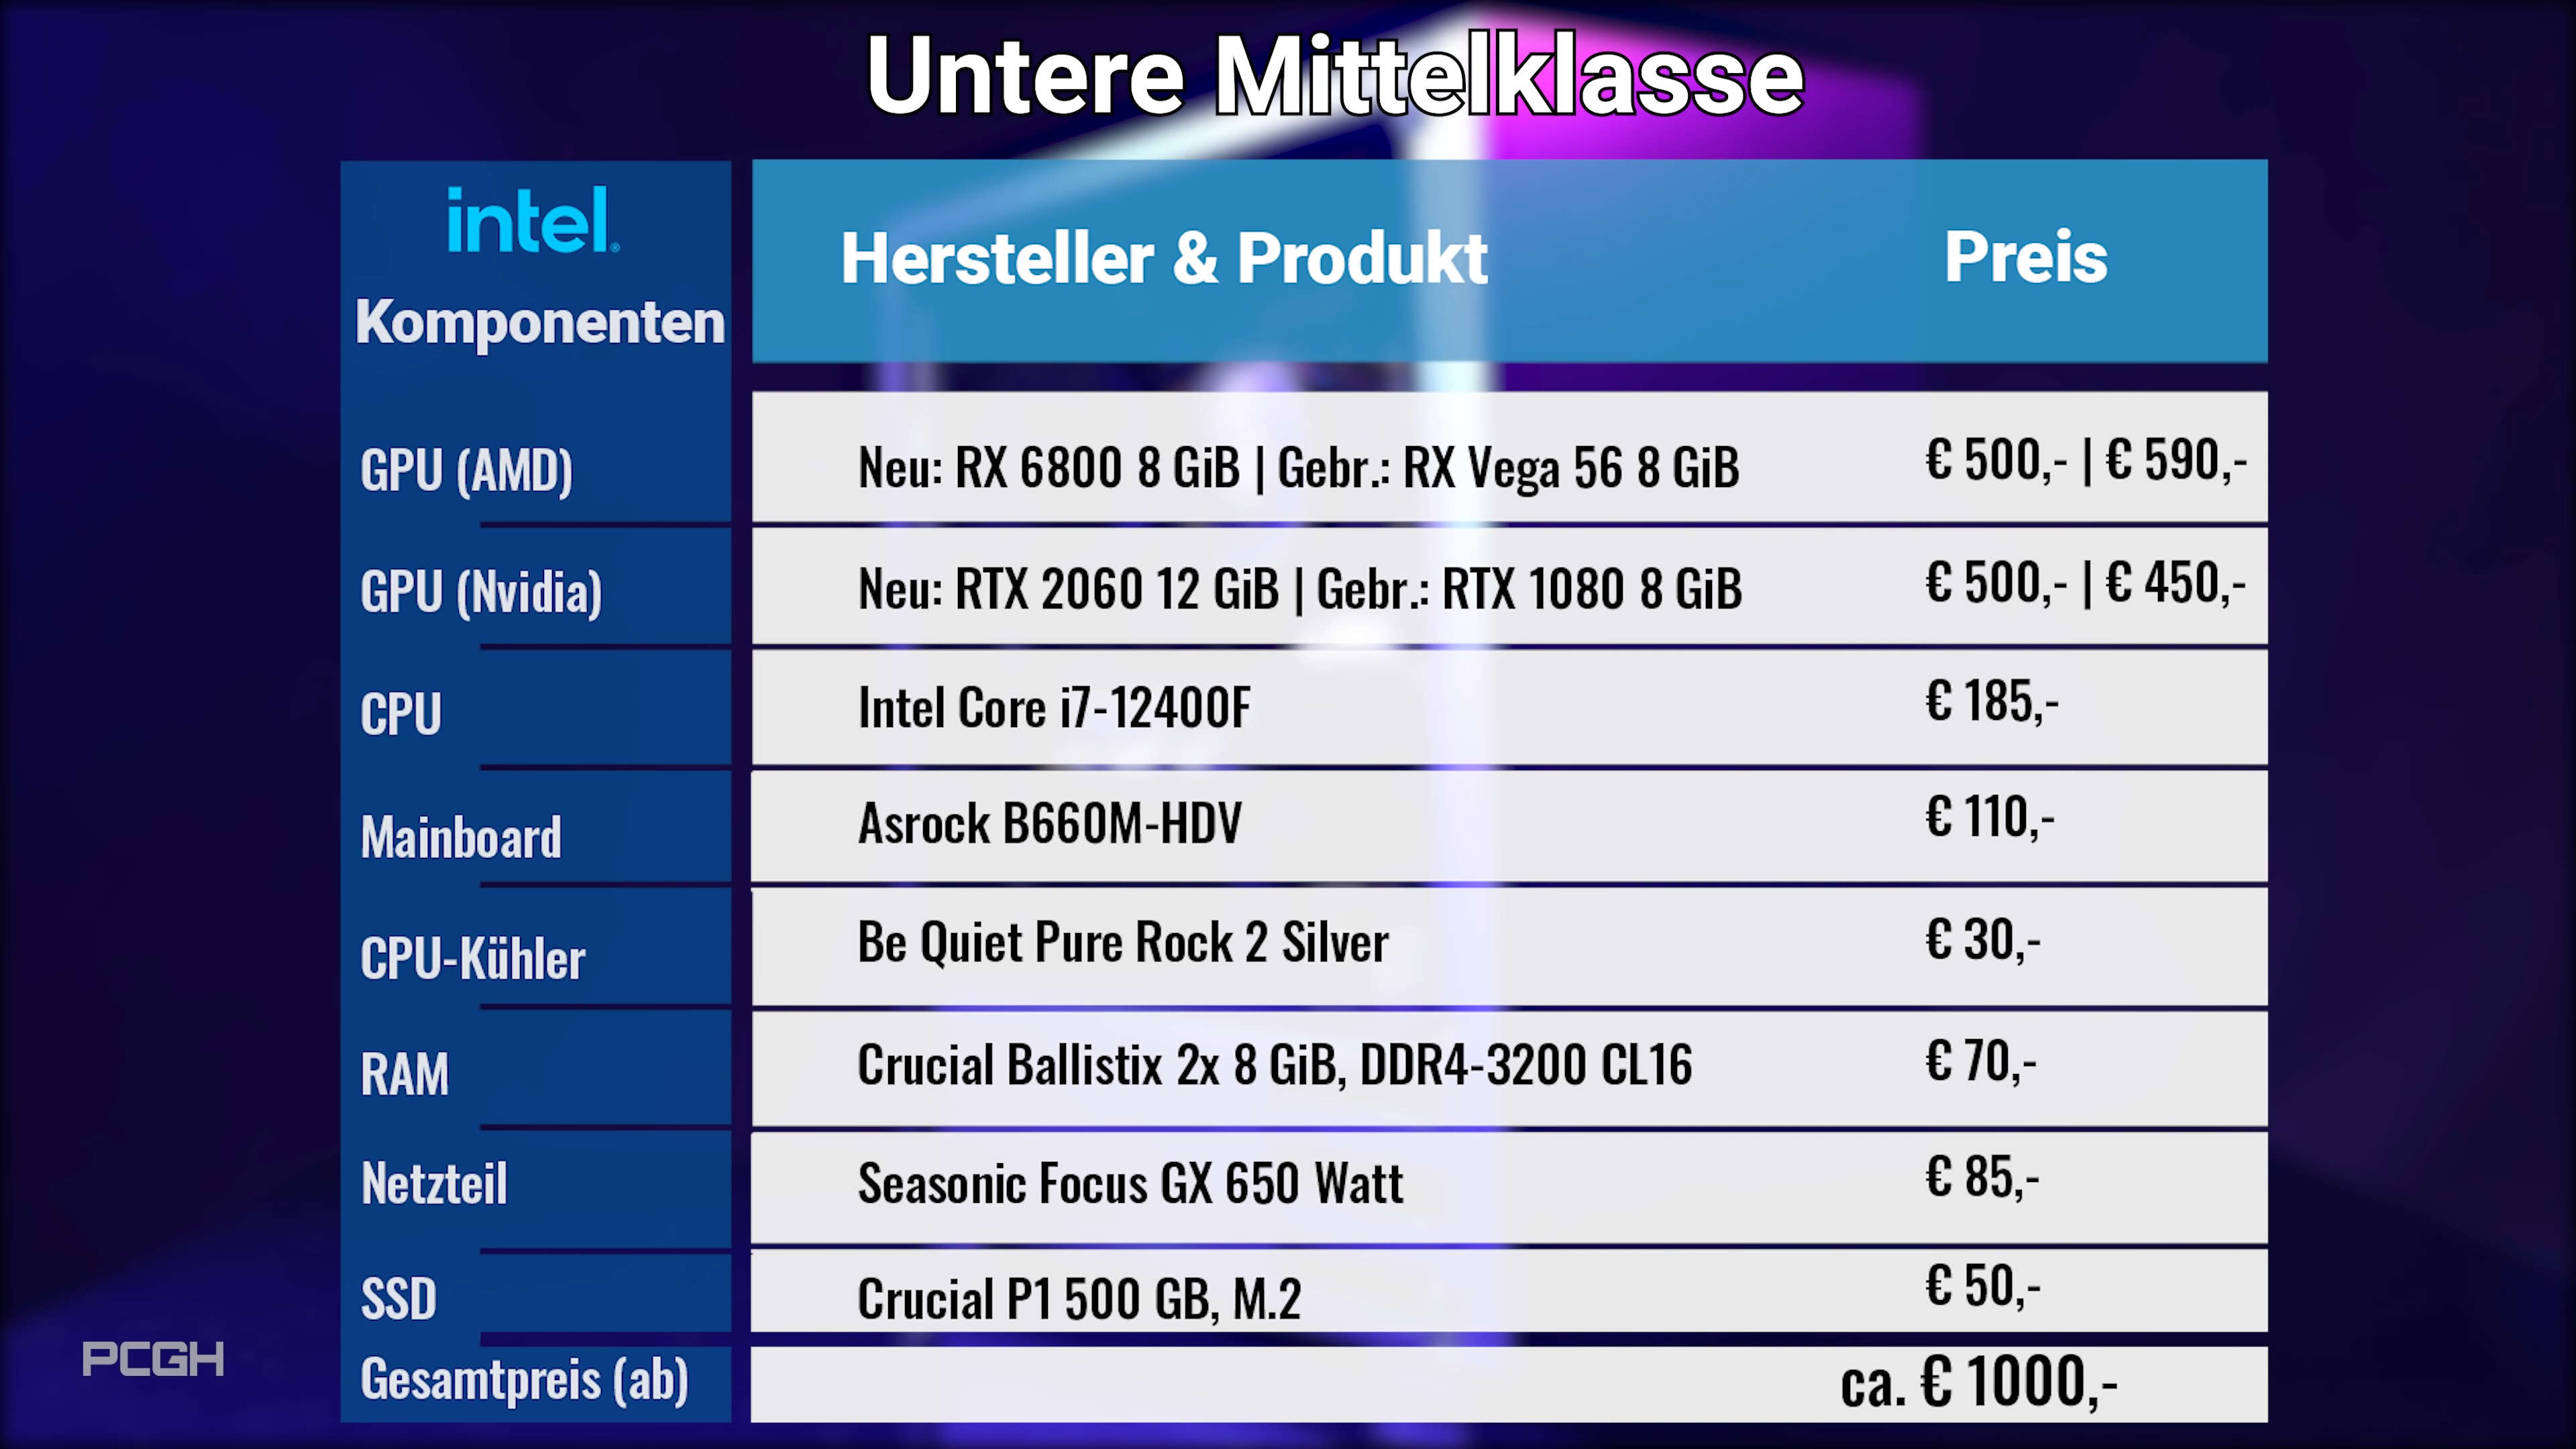 Untere Mittelklasse
intel.
Komponenten
Hersteller & Produkt Preis
GPU (AMD) Neu: RX 6800 8 GiB | Gebr.: RX Vega 56 8 GiB € 500,- | € 590,-
GPU (Nvidia) Neu: RTX 2060 12 GiB | Gebr.: RTX 1080 8 GiB € 500,- | € 450,-
CPU Intel Core i7-12400F € 185,-
Mainboard Asrock B660M-HDV € 110,-
CPU-Kühler Be Quiet Pure Rock 2 Silver € 30,-
RAM Crucial Ballistix 2x 8 GiB, DDR4-3200 CL16 € 70,-
Netzteil Seasonic Focus GX 650 Watt € 85,-
SSD Crucial P1 500 GB, M.2 € 50,-
Gesamtpreis (ab) ca. € 1000,-
PCGH